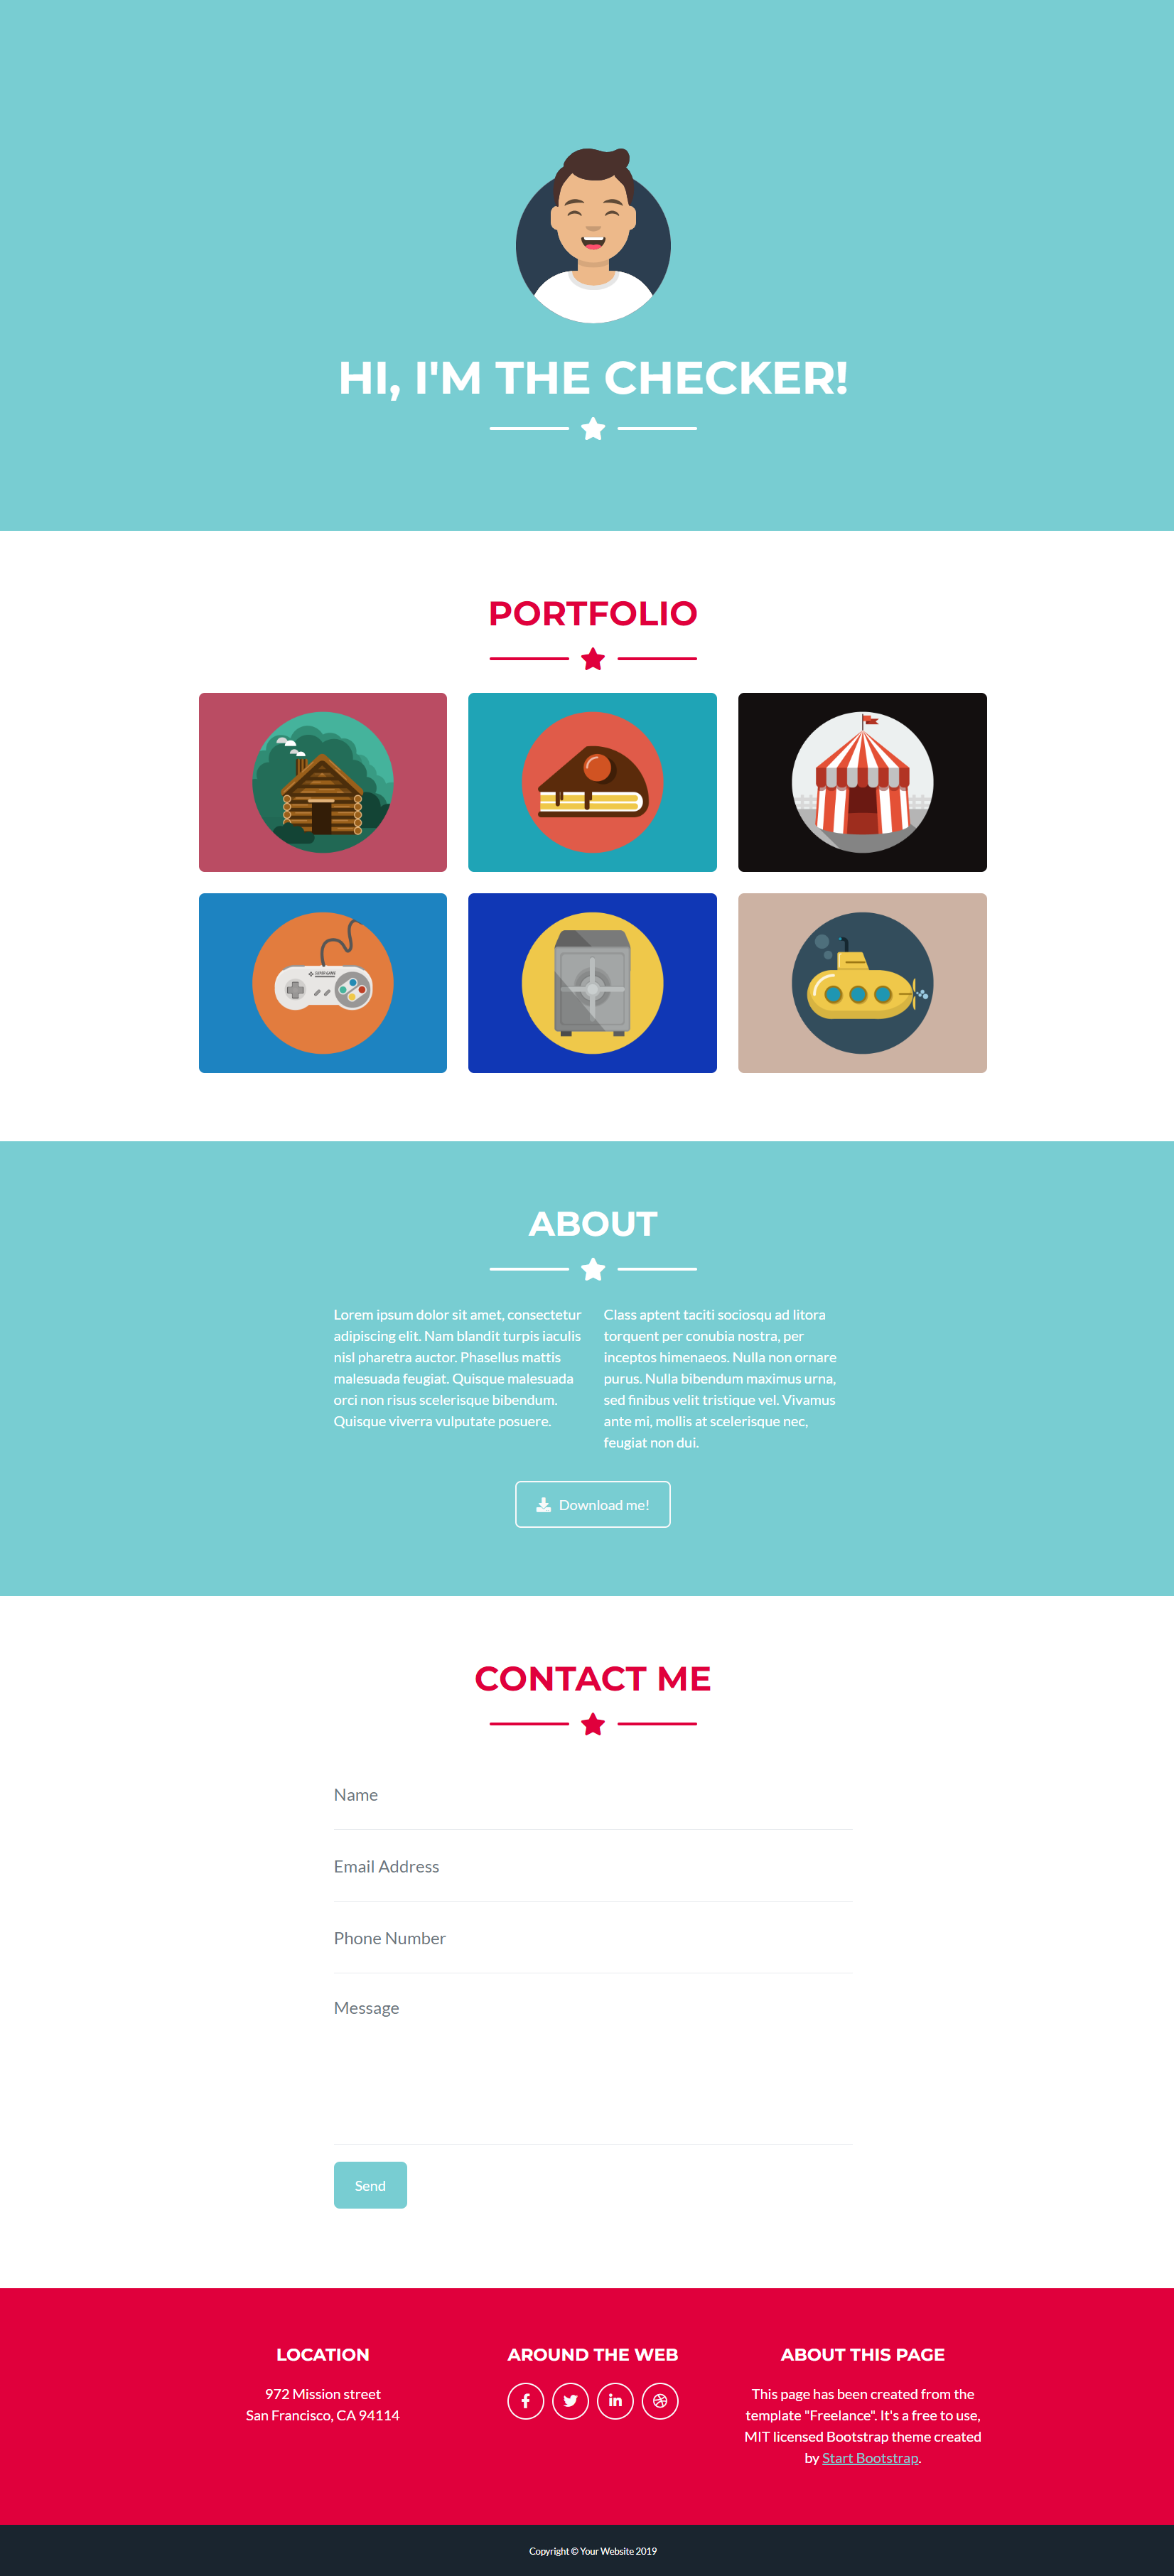 HI, I'M THE CHECKER!
PORTFOLIO
SUPER GAME
ABOUT
Lorem ipsum dolor sit amet, consectetur
adipiscing elit. Nam blandit turpis iaculis
nisl pharetra auctor. Phasellus mattis
malesuada feugiat. Quisque malesuada
orci non risus scelerisque bibendum.
Quisque viverra vulputate posuere.
Class aptent taciti sociosqu ad litora
torquent per conubia nostra, per
inceptos himenaeos. Nulla non ornare
purus. Nulla bibendum maximus urna,
sed finibus velit tristique vel. Vivamus
ante mi, mollis at scelerisque nec,
feugiat non dui.
Download me!
CONTACT ME
Name
Email Address
Phone Number
Message
Send
LOCATION
972 Mission street
San Francisco, CA 94114
AROUND THE WEB
ABOUT THIS PAGE
This page has been created from the
template "Freelance". It's a free to use,
MIT licensed Bootstrap theme created
by Start Bootstrap.
Copyright © Your Website 2019